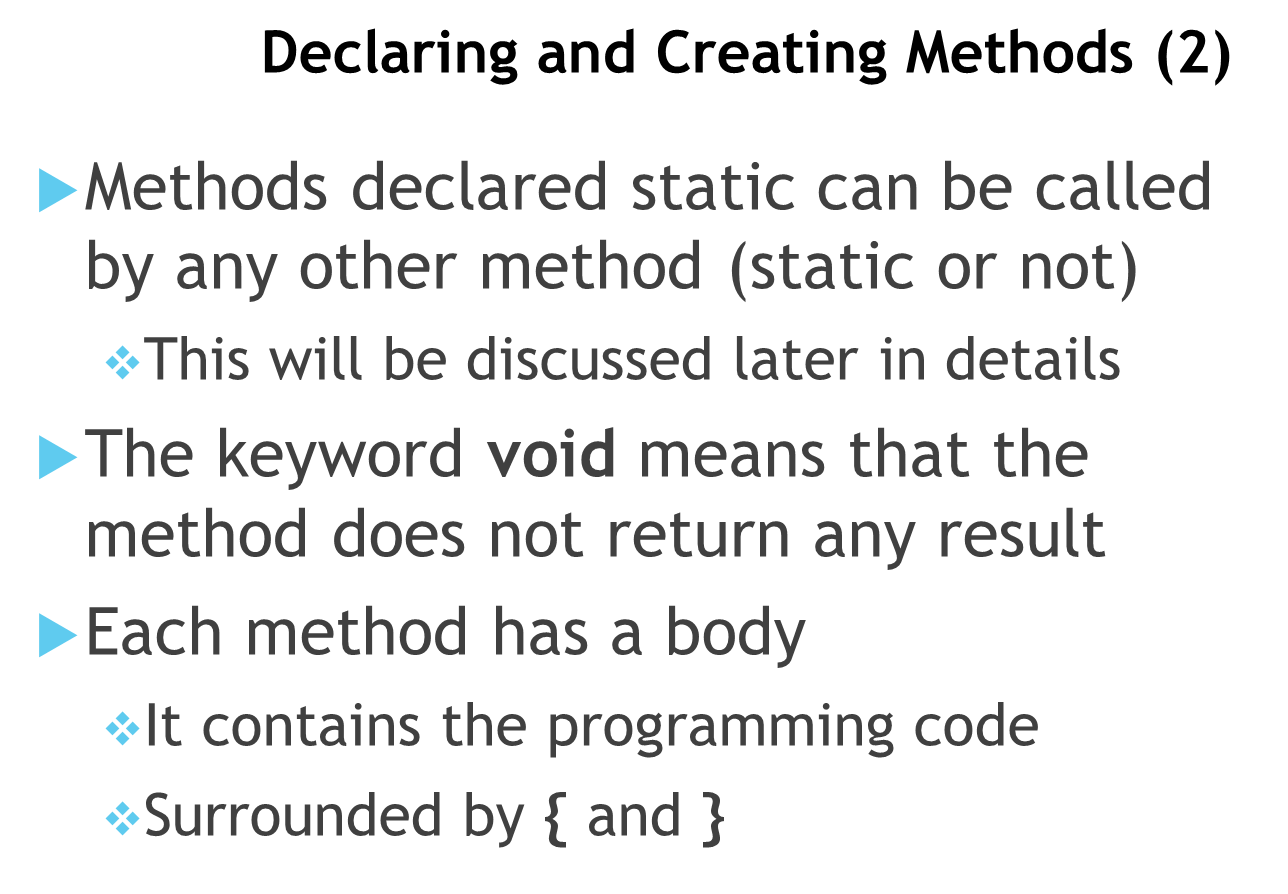 Declaring and Creating Methods (2)
Methods declared static can be called
by any other method (static or not)
This will be discussed later in details
The keyword void means that the
method does not return any result
Each method has a body
It contains the programming code
Surrounded by { and }